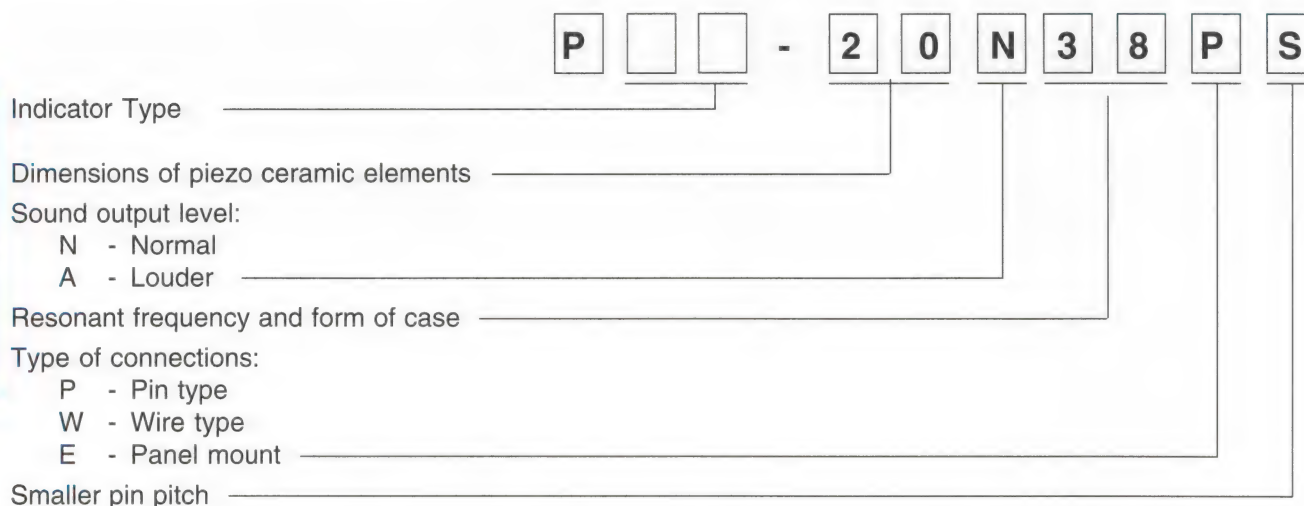 P - 2 0 N 3 8 P S
Indicator Type
Dimensions of piezo ceramic elements
Sound output level:
N - Normal
A - Louder
Resonant frequency and form of case
Type of connections:
P - Pin type
W - Wire type
E - Panel mount
Smaller pin pitch